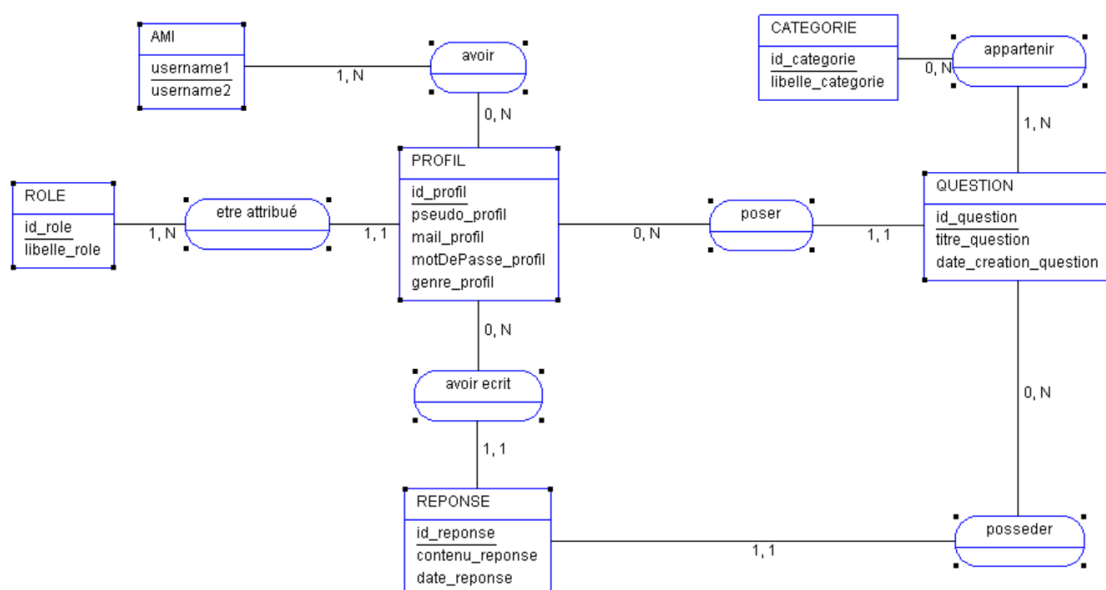 AMI
username1
username2
avoir
1, N
0, N
CATEGORIE
id_categorie
libelle_categorie
appartenir
0, N
1, N
ROLE
id_role
libelle_role
etre attribué
1, N
1, 1
PROFIL
id_profil
pseudo_profil
mail_profil
motDePasse_profil
genre_profil
poser
0, N
1, 1
QUESTION
id_question
titre_question
date_creation_question
0, N
avoir ecrit
1, 1
0, N
REPONSE
id_reponse
contenu_reponse
date_reponse
1, 1
posseder